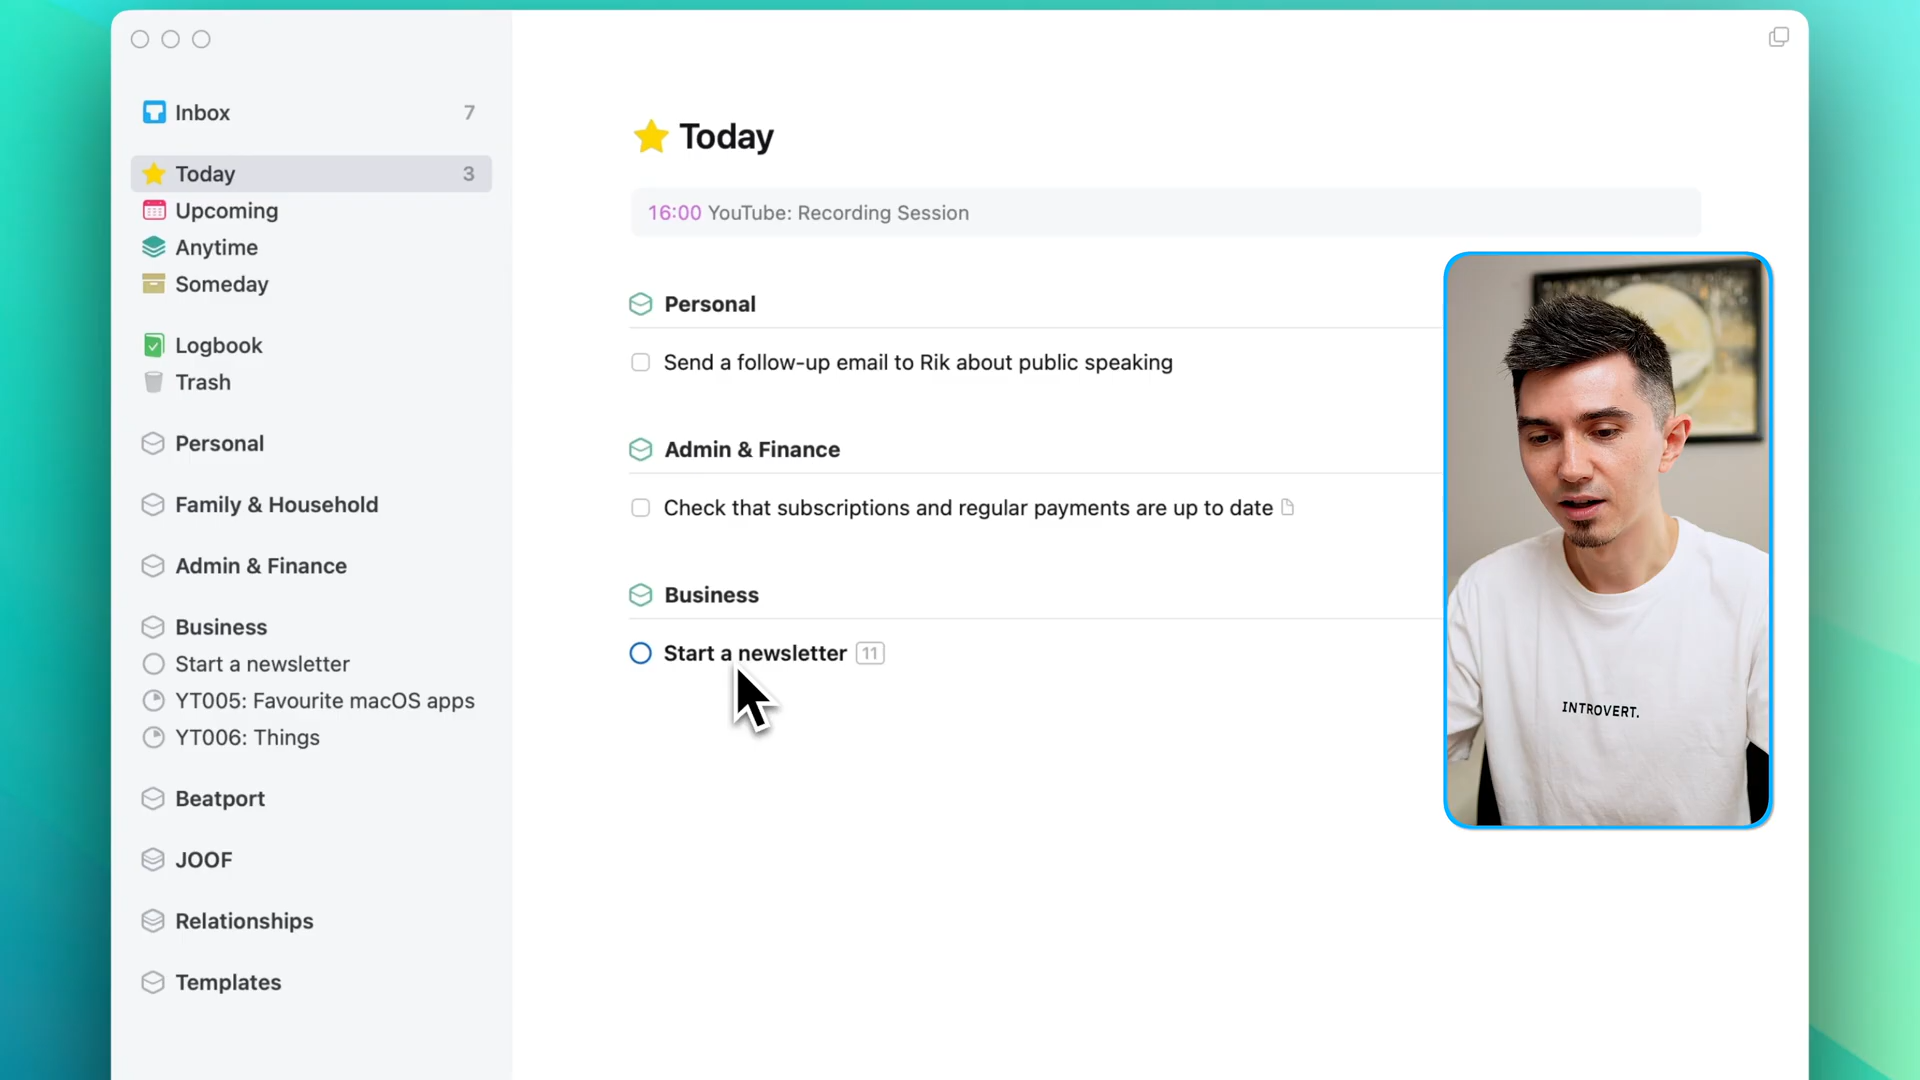 Inbox 7
Today 3
Upcoming
Anytime
Someday
Logbook
Trash
Personal
Family & Household
Admin & Finance
Business
Start a newsletter
YT005: Favourite macOS apps
YT006: Things
Beatport
JOOF
Relationships
Templates
Today
16:00 YouTube: Recording Session
Personal
Send a follow-up email to Rik about public speaking
Admin & Finance
Check that subscriptions and regular payments are up to date
Business
Start a newsletter 11
INTROVERT.